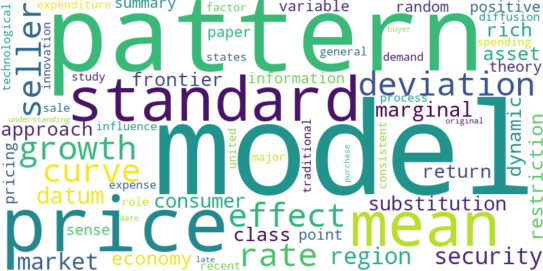 expenditure summary factor variable random positive
technological innovation pattern paper states general buyer demand diffusion spending rich
seller study frontier information theory asset
sale standard deviation
understanding process original
approach influence marginal
growth model dynamic
pricing curve united major traditional purchase consistent return restriction
datum expense role consumer substitution
price date sense effect class point mean
market economy late recent rate region security